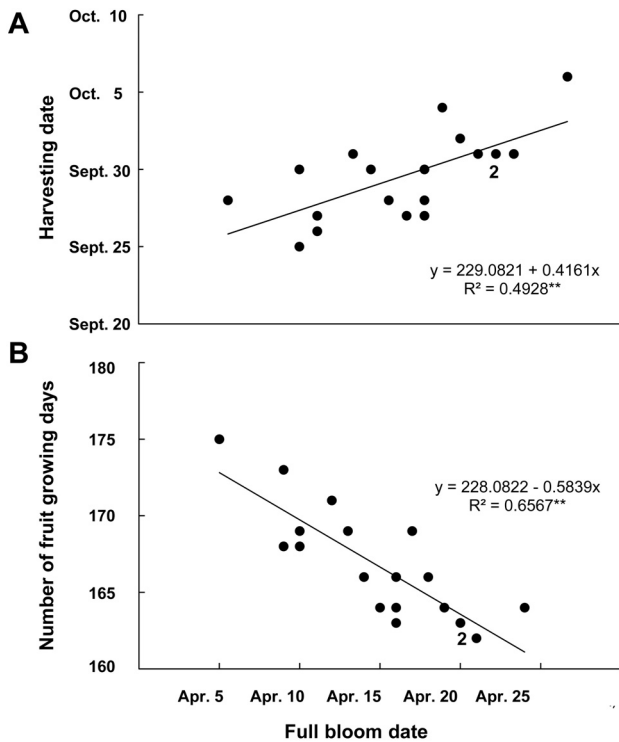 A
Harvesting date
Oct. 10
Oct. 5
Sept. 30
Sept. 25
Sept. 20
2
y = 229.0821 + 0.4161x
R² = 0.4928**
B
Number of fruit growing days
180
175
170
165
160
y = 228.0822 - 0.5839x
R² = 0.6567**
2
Apr. 5 Apr. 10 Apr. 15 Apr. 20 Apr. 25
Full bloom date